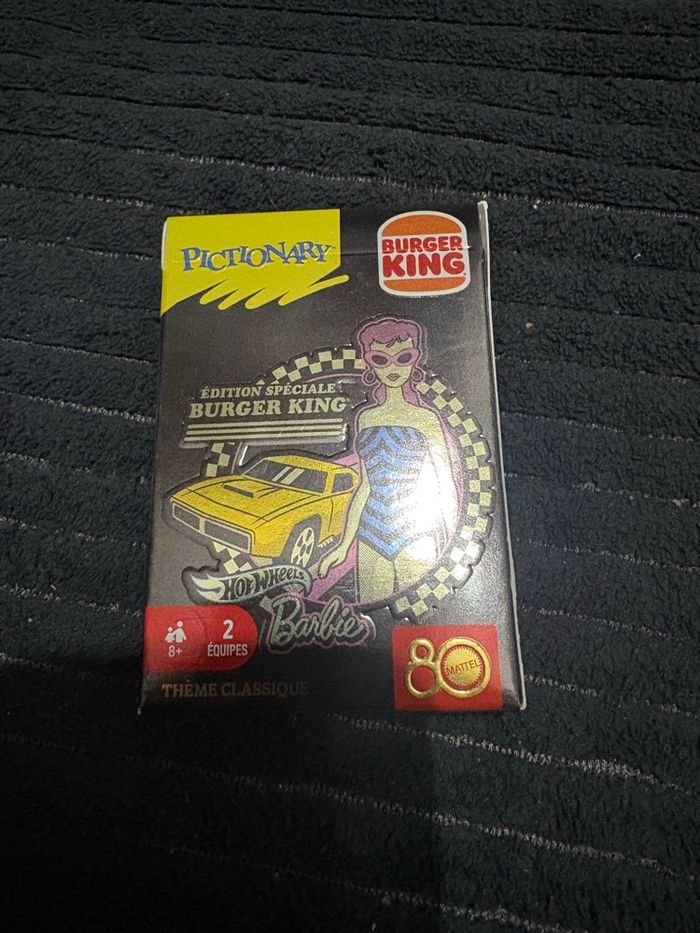 PICTIONARY
BURGER
KING
ÉDITION SPÉCIALE
BURGER KING
HOT WHEELS
Barbie
8+
2
ÉQUIPES
80
MATTEL
THÈME CLASSIQUE